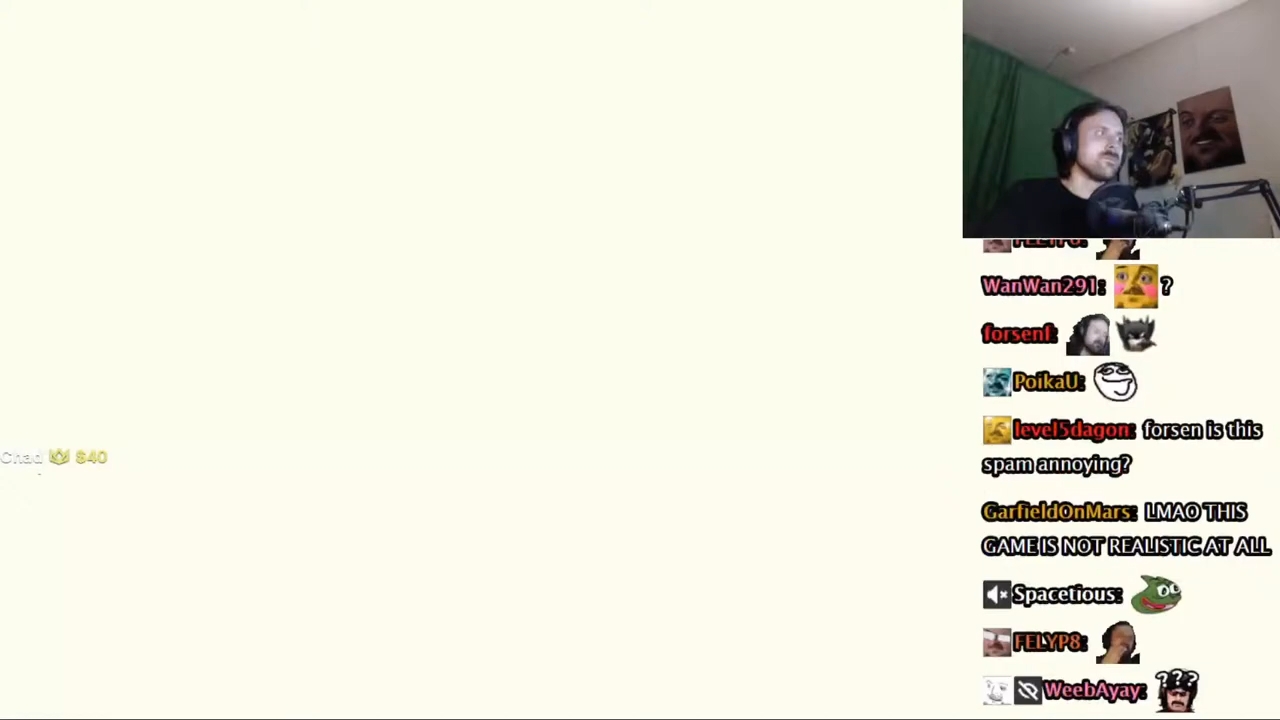 WanWan291: ?
forsenf:
PoikaU:
level5dagon: forsen is this
spam annoying?
Chad $40
GarfieldOnMars: LMAO THIS
GAME IS NOT REALISTIC AT ALL
Spacetious:
FELYP8:
WeebAyay: ???